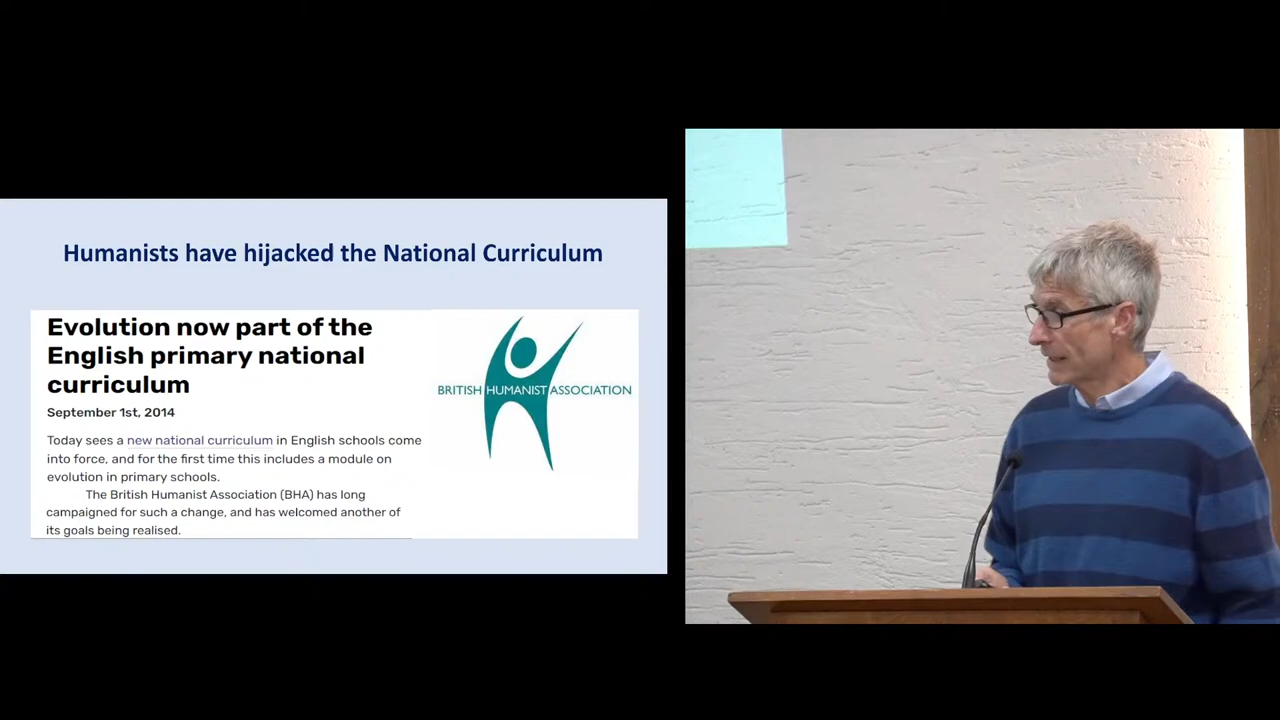 Humanists have hijacked the National Curriculum
Evolution now part of the
English primary national
curriculum
September 1st, 2014
Today sees a new national curriculum in English schools come
into force, and for the first time this includes a module on
evolution in primary schools.
The British Humanist Association (BHA) has long
campaigned for such a change, and has welcomed another of
its goals being realised.
BRITISH HUMANIST ASSOCIATION